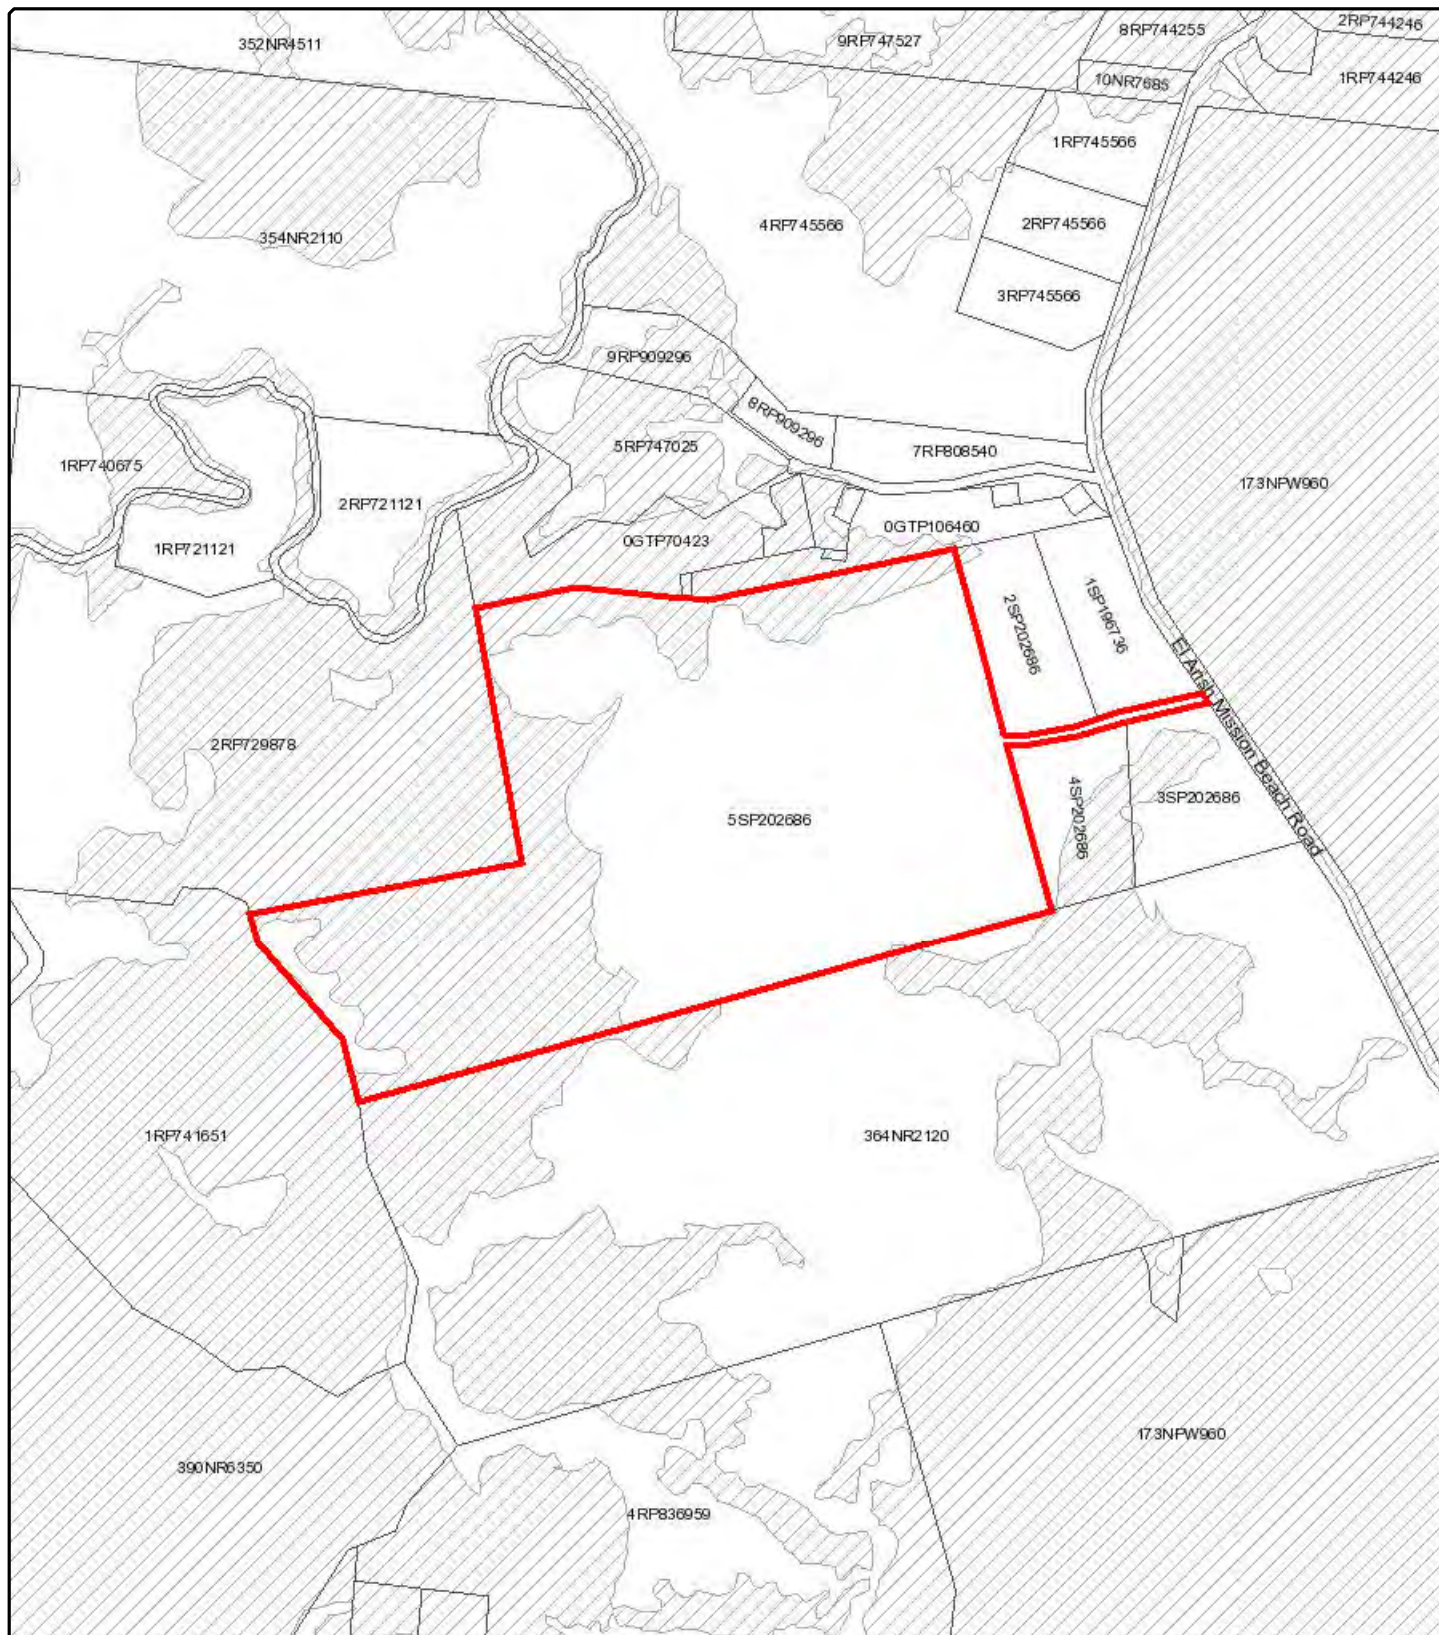 2RP744246
8RP744255
352NR4511
9RP747527
1RP744246
10NR7685
1RP745566
2RP745566
4RP745566
354NR2110
3RP745566
9RP909296
8RP909296
5RP747025
7RP808540
1RP740675
173NPW960
2RP721121
0GTP106460
0GTP70423
1RP721121
2SP202686
1SP196736
El Arish Mission Beach Road
2RP729878
3SP202686
4SP202686
5SP202686
1RP741651
364NR2120
173NPW960
390NR6350
4RP836959